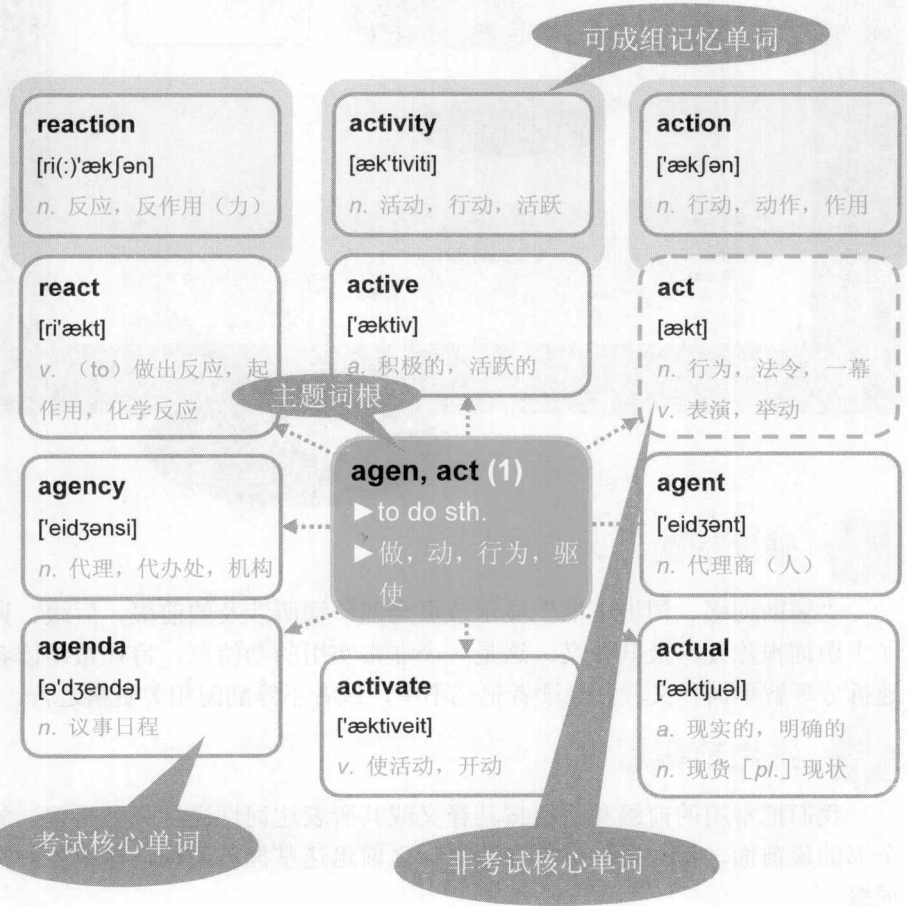 可成组记忆单词
reaction
[ri(:)'ækʃən]
n. 反应，反作用（力）
activity
[æk'tiviti]
n. 活动，行动，活跃
action
['ækʃən]
n. 行动，动作，作用
react
[ri'ækt]
v. （to）做出反应，起
作用，化学反应
active
['æktiv]
a. 积极的，活跃的
act
[ækt]
n. 行为，法令，一幕
v. 表演，举动
主题词根
agen, act (1)
►to do sth.
►做，动，行为，驱
使
agency
['eidʒənsi]
n. 代理，代办处，机构
agent
['eidʒənt]
n. 代理商（人）
agenda
[ə'dʒendə]
n. 议事日程
activate
['æktiveit]
v. 使活动，开动
actual
['æktjuəl]
a. 现实的，明确的
n. 现货［pl.］现状
考试核心单词
非考试核心单词